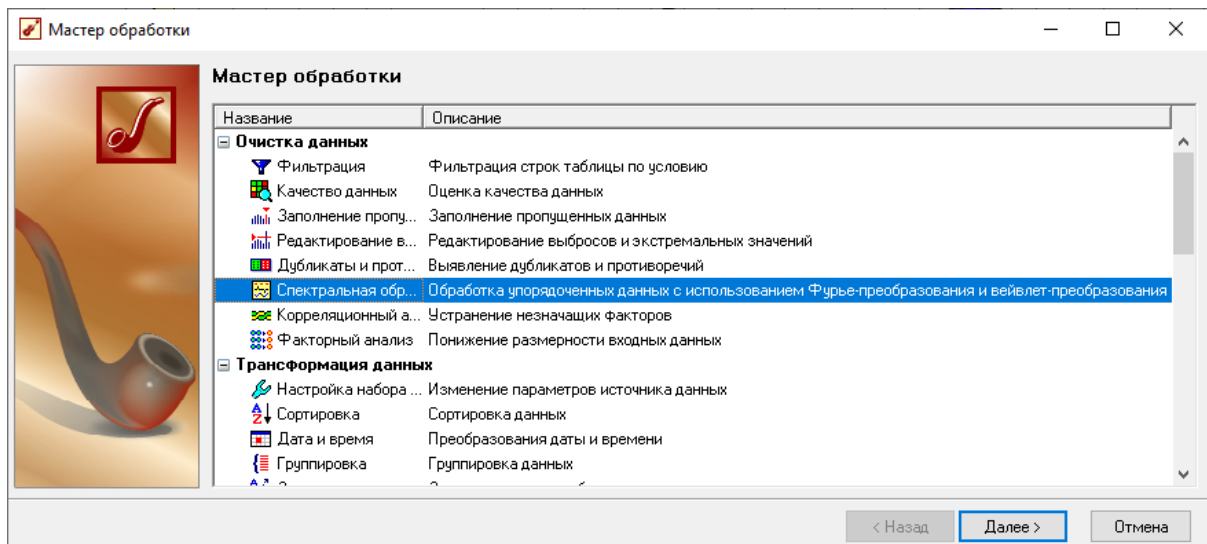 Мастер обработки
Мастер обработки
Название Описание
Очистка данных
Фильтрация Фильтрация строк таблицы по условию
Качество данных Оценка качества данных
Заполнение пропу... Заполнение пропущенных данных
Редактирование в... Редактирование выбросов и экстремальных значений
Дубликаты и прот... Выявление дубликатов и противоречий
Спектральная обр... Обработка упорядоченных данных с использованием Фурье-преобразования и вейвлет-преобразования
Корреляционный а... Устранение незначащих факторов
Факторный анализ Понижение размерности входных данных
Трансформация данных
Настройка набора ... Изменение параметров источника данных
Сортировка Сортировка данных
Дата и время Преобразования даты и времени
Группировка Группировка данных
< Назад Далее > Отмена